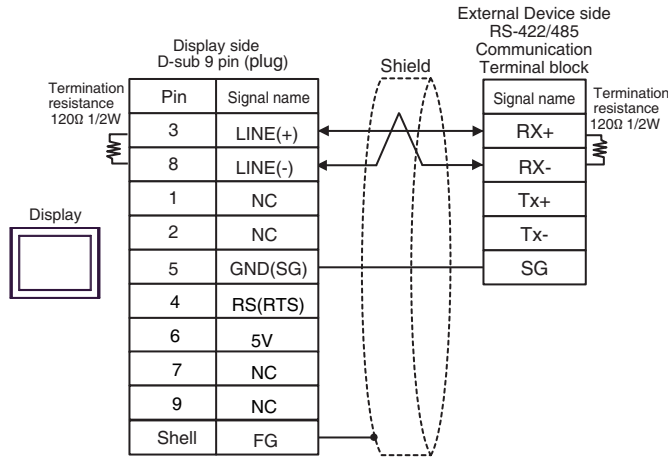 External Device side
RS-422/485
Communication
Terminal block
Display side
D-sub 9 pin (plug)
Shield
Termination
resistance
120Ω 1/2W
Pin Signal name
Signal name
Termination
resistance
120Ω 1/2W
3 LINE(+) RX+
8 LINE(-) RX-
1 NC Tx+
Display
2 NC Tx-
5 GND(SG) SG
4 RS(RTS)
6 5V
7 NC
9 NC
Shell FG